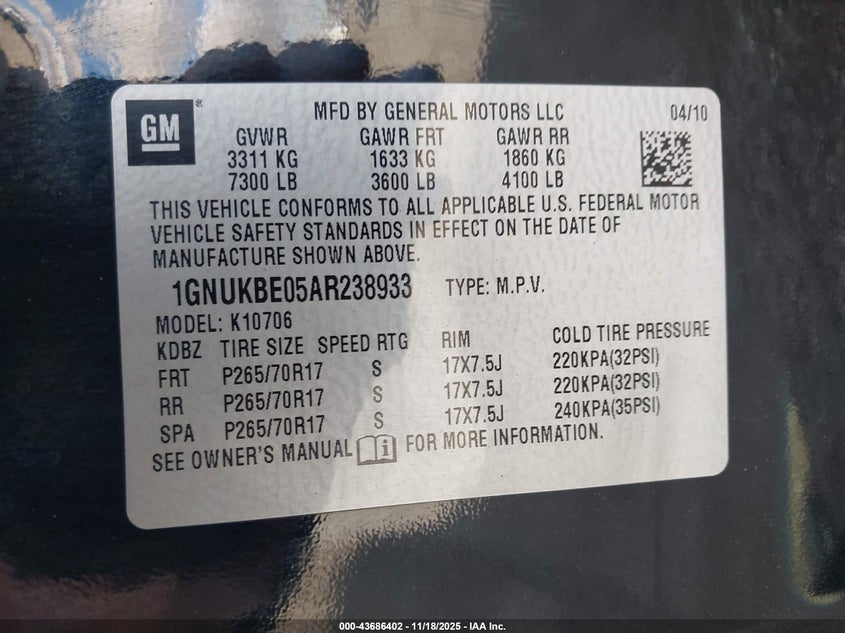 GM ®
MFD BY GENERAL MOTORS LLC 04/10
GVWR GAWR FRT GAWR RR
3311 KG 1633 KG 1860 KG
7300 LB 3600 LB 4100 LB
THIS VEHICLE CONFORMS TO ALL APPLICABLE U.S. FEDERAL MOTOR
VEHICLE SAFETY STANDARDS IN EFFECT ON THE DATE OF
MANUFACTURE SHOWN ABOVE.
1GNUKBE05AR238933 TYPE: M.P.V.
MODEL: K10706
KDBZ TIRE SIZE SPEED RTG RIM COLD TIRE PRESSURE
FRT P265/70R17 S 17X7.5J 220KPA(32PSI)
RR P265/70R17 S 17X7.5J 220KPA(32PSI)
SPA P265/70R17 S 17X7.5J 240KPA(35PSI)
SEE OWNER'S MANUAL i FOR MORE INFORMATION.
000-43686402 - 11/18/2025 - IAA Inc.